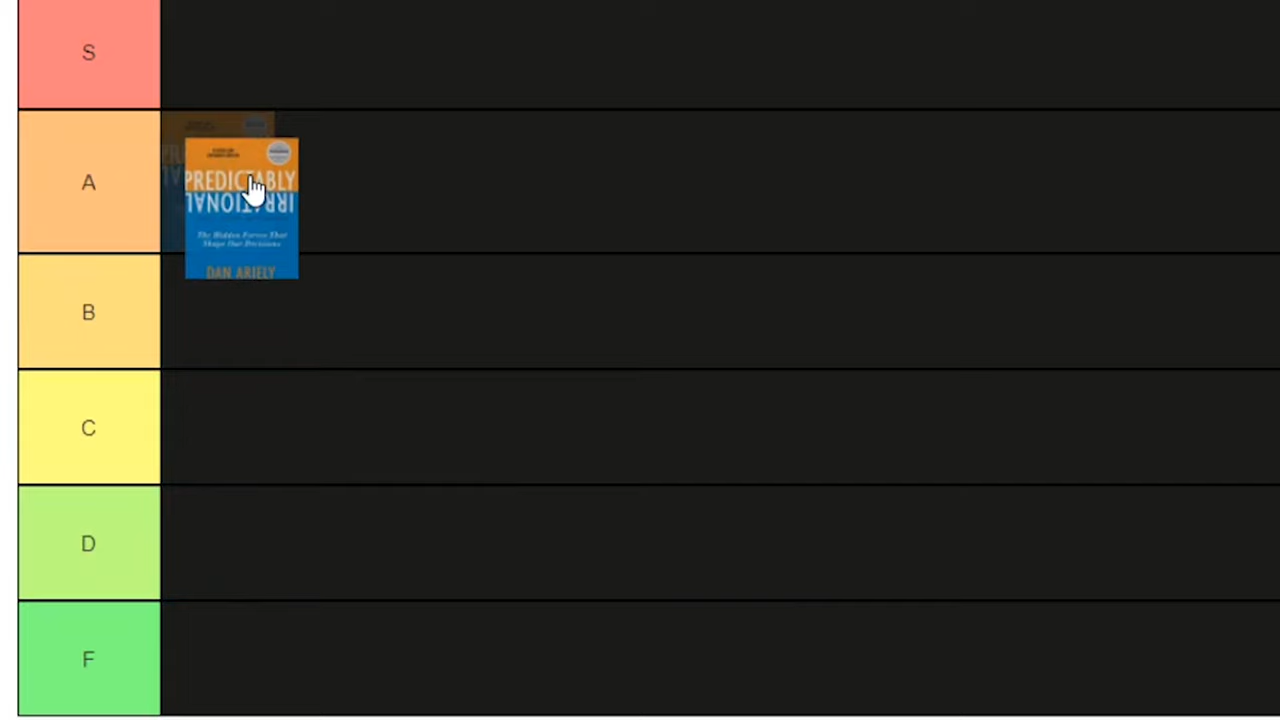 S
A
PREDICTABLY
IRRATIONAL
The Hidden Forces That
Shape Our Decisions
DAN ARIELY
B
C
D
F